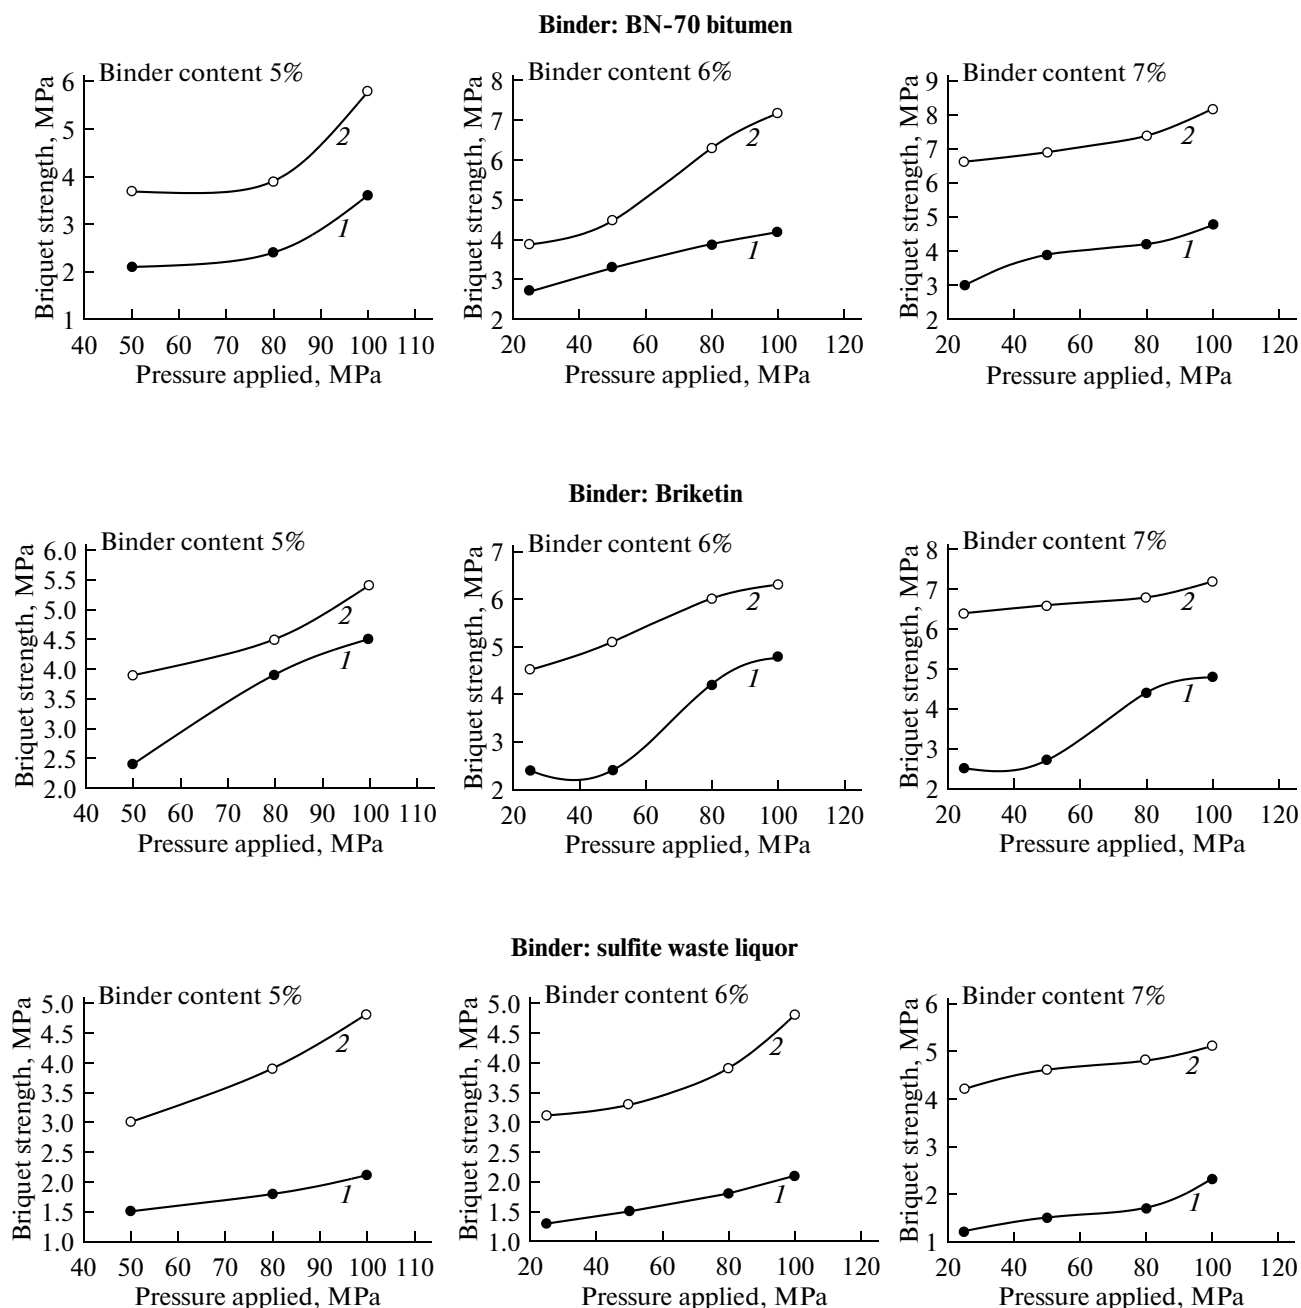 Binder: BN-70 bitumen
Binder content 5%
Briquet strength, MPa
6
5
4
3
2
1
2
1
40 50 60 70 80 90 100 110
Pressure applied, MPa
Binder content 6%
Briquet strength, MPa
8
7
6
5
4
3
2
2
1
20 40 60 80 100 120
Pressure applied, MPa
Binder content 7%
Briquet strength, MPa
9
8
7
6
5
4
3
2
2
1
20 40 60 80 100 120
Pressure applied, MPa
Binder: Briketin
Binder content 5%
Briquet strength, MPa
6.0
5.5
5.0
4.5
4.0
3.5
3.0
2.5
2.0
2
1
40 50 60 70 80 90 100 110
Pressure applied, MPa
Binder content 6%
Briquet strength, MPa
7
6
5
4
3
2
2
1
20 40 60 80 100 120
Pressure applied, MPa
Binder content 7%
Briquet strength, MPa
8
7
6
5
4
3
2
2
1
20 40 60 80 100 120
Pressure applied, MPa
Binder: sulfite waste liquor
Binder content 5%
Briquet strength, MPa
5.0
4.5
4.0
3.5
3.0
2.5
2.0
1.5
1.0
2
1
40 50 60 70 80 90 100 110
Pressure applied, MPa
Binder content 6%
Briquet strength, MPa
5.0
4.5
4.0
3.5
3.0
2.5
2.0
1.5
1.0
2
1
20 40 60 80 100 120
Pressure applied, MPa
Binder content 7%
Briquet strength, MPa
6
5
4
3
2
1
2
1
20 40 60 80 100 120
Pressure applied, MPa